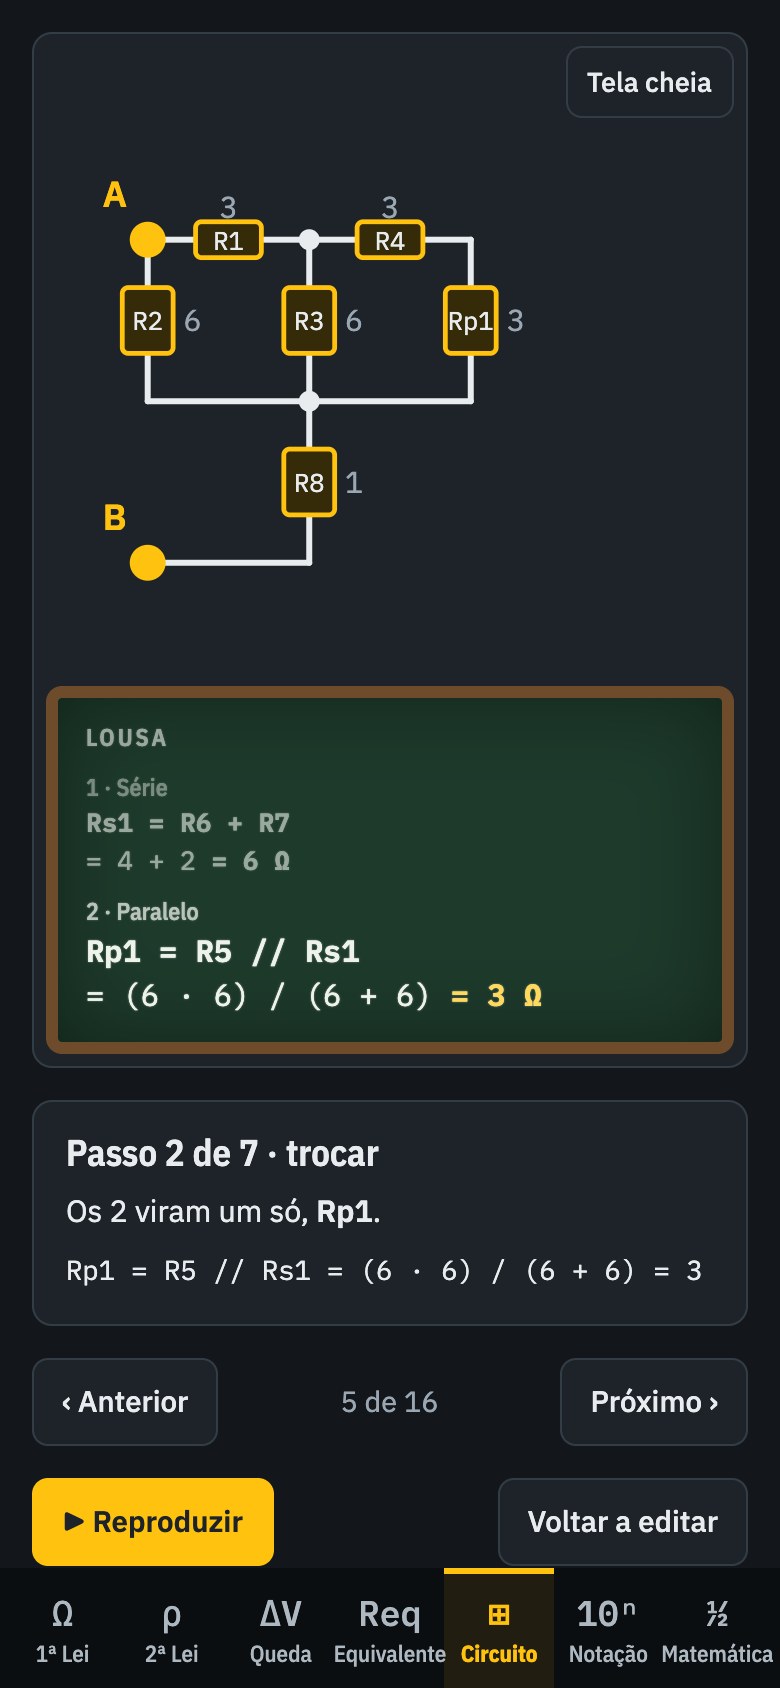 Tela cheia
A
3
3
R1
R4
R2
6
R3
6
Rp1
3
R8
1
B
LOUSA
1 · Série
Rs1 = R6 + R7
= 4 + 2 = 6 Ω
2 · Paralelo
Rp1 = R5 // Rs1
= (6 · 6) / (6 + 6) = 3 Ω
Passo 2 de 7 · trocar
Os 2 viram um só, Rp1.
Rp1 = R5 // Rs1 = (6 · 6) / (6 + 6) = 3
‹ Anterior
5 de 16
Próximo ›
▶ Reproduzir
Voltar a editar
Ω
ρ
ΔV
Req
⊞
10ⁿ
½
1ª Lei
2ª Lei
Queda
Equivalente
Circuito
Notação
Matemática